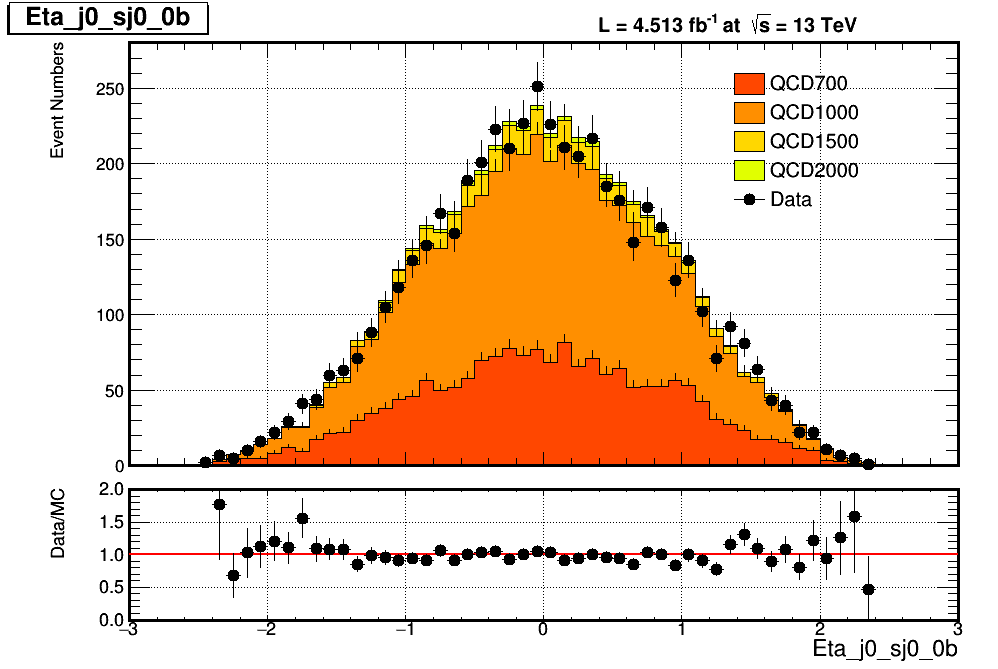 Eta_j0_sj0_0b
L = 4.513 fb⁻¹ at √s = 13 TeV
Event Numbers
250
200
150
100
50
0
QCD700
QCD1000
QCD1500
QCD2000
Data
Data/MC
2.0
1.5
1.0
0.5
0.0
−3 −2 −1 0 1 2 3
Eta_j0_sj0_0b